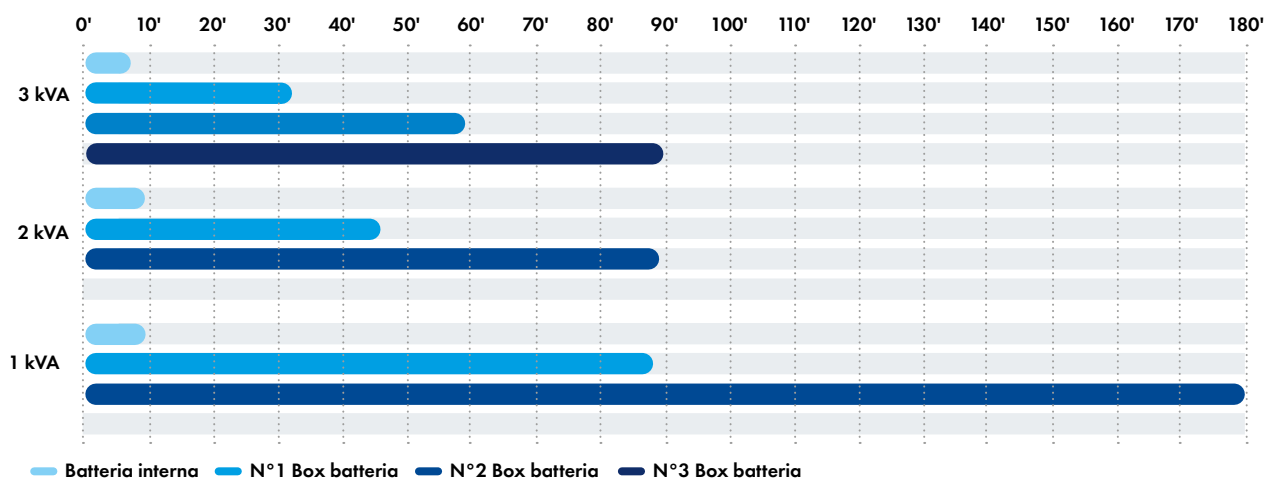 0' 10' 20' 30' 40' 50' 60' 70' 80' 90' 100' 110' 120' 130' 140' 150' 160' 170' 180'
3 kVA
2 kVA
1 kVA
Batteria interna N°1 Box batteria N°2 Box batteria N°3 Box batteria